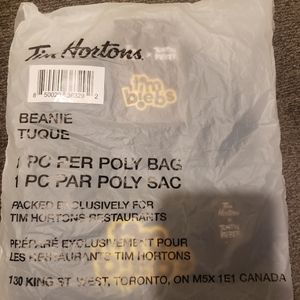 Tim Hortons
tim
biebs
BEANIE
TUQUE
1 PC PER POLY BAG
1 PC PAR POLY SAC
PACKED EXCLUSIVELY FOR
TIM HORTONS RESTAURANTS
Tim Hortons
PRÉPARÉ EXCLUSIVEMENT POUR
LES RESTAURANTS TIM HORTONS
130 KING ST. WEST, TORONTO, ON M5X 1E1 CANADA